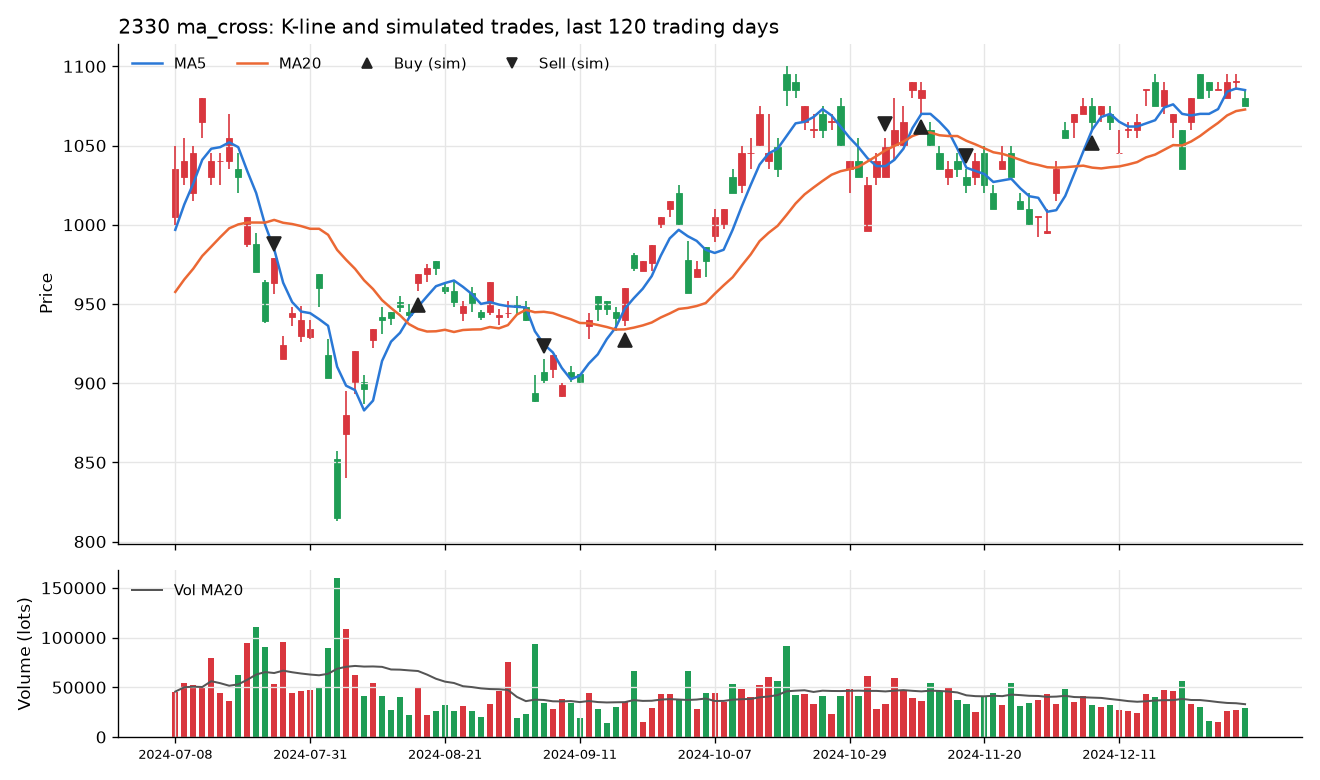 2330 ma_cross: K-line and simulated trades, last 120 trading days
MA5 MA20 Buy (sim) Sell (sim)
1100
1050
1000
950
900
850
800
Price
Vol MA20
150000
100000
50000
0
Volume (lots)
2024-07-08 2024-07-31 2024-08-21 2024-09-11 2024-10-07 2024-10-29 2024-11-20 2024-12-11